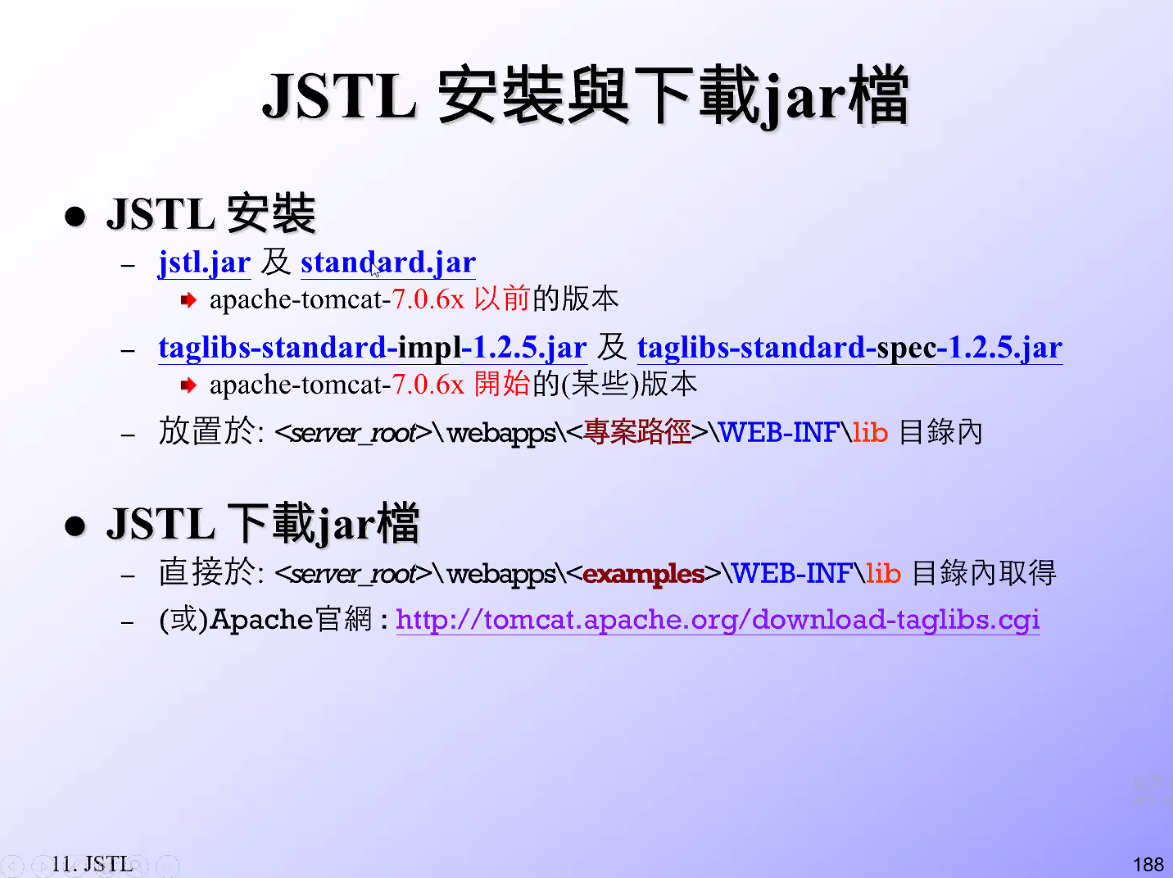 JSTL 安裝與下載jar檔
● JSTL 安裝
– jstl.jar 及 standard.jar
apache-tomcat-7.0.6x 以前的版本
– taglibs-standard-impl-1.2.5.jar 及 taglibs-standard-spec-1.2.5.jar
apache-tomcat-7.0.6x 開始的(某些)版本
– 放置於: <server_root>\webapps\<專案路徑>\WEB-INF\lib 目錄內
● JSTL 下載jar檔
– 直接於: <server_root>\webapps\<examples>\WEB-INF\lib 目錄內取得
– (或)Apache官網 : http://tomcat.apache.org/download-taglibs.cgi
11. JSTL
188